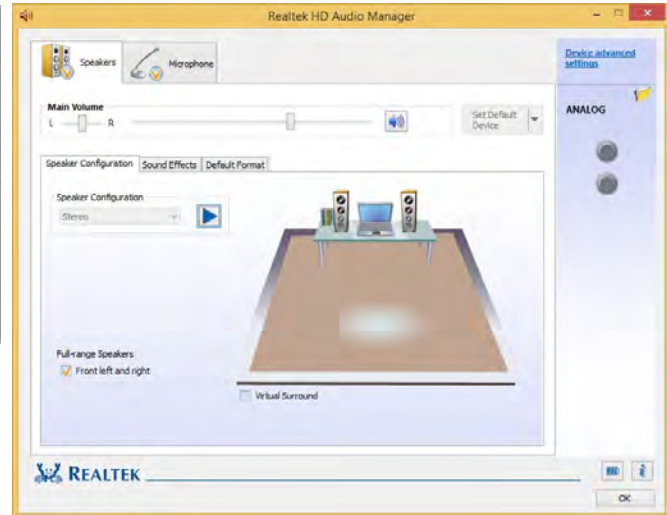 Realtek HD Audio Manager
Speakers
Microphone
Device advanced
settings
Main Volume
L
R
Set Default
Device
ANALOG
Speaker Configuration
Sound Effects
Default Format
Speaker Configuration
Stereo
Full-range Speakers
Front left and right
Virtual Surround
REALTEK
OK